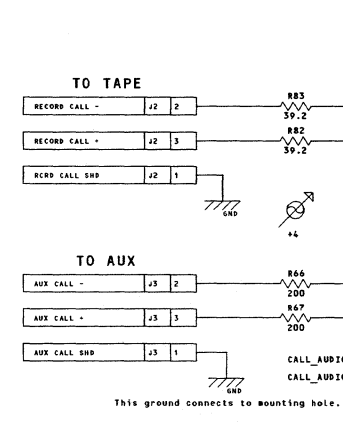 TO TAPE
RECORD CALL - J2 2
R83
39.2
RECORD CALL + J2 3
R82
39.2
RCRD CALL SHD J2 1
GND
+4
TO AUX
AUX CALL - J3 2
R66
200
AUX CALL + J3 3
R67
200
AUX CALL SHD J3 1
GND
CALL_AUDIO
CALL_AUDIO
This ground connects to mounting hole.